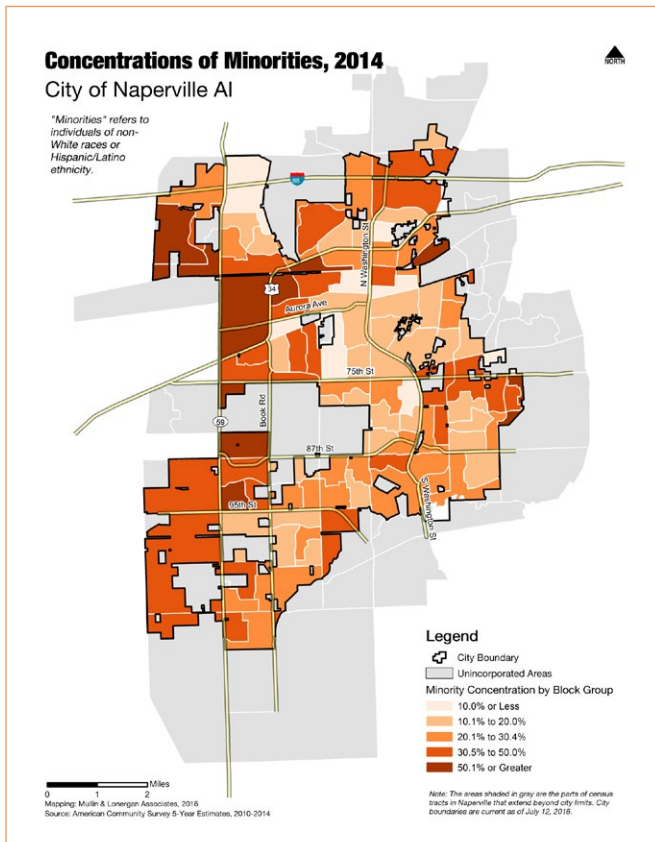 Concentrations of Minorities, 2014
City of Naperville AI
"Minorities" refers to
individuals of non-
White races or
Hispanic/Latino
ethnicity.
NORTH
88
N Washington St
34
Aurora Ave
75th St
Book Rd
59
87th St
95th St
S Washington St
Legend
City Boundary
Unincorporated Areas
Minority Concentration by Block Group
10.0% or Less
10.1% to 20.0%
20.1% to 30.4%
30.5% to 50.0%
50.1% or Greater
Miles
0 1 2
Mapping: Mullin & Lonergan Associates, 2016
Source: American Community Survey 5-Year Estimates, 2010-2014
Note: The areas shaded in gray are the parts of census
tracts in Naperville that extend beyond city limits. City
boundaries are current as of July 12, 2016.